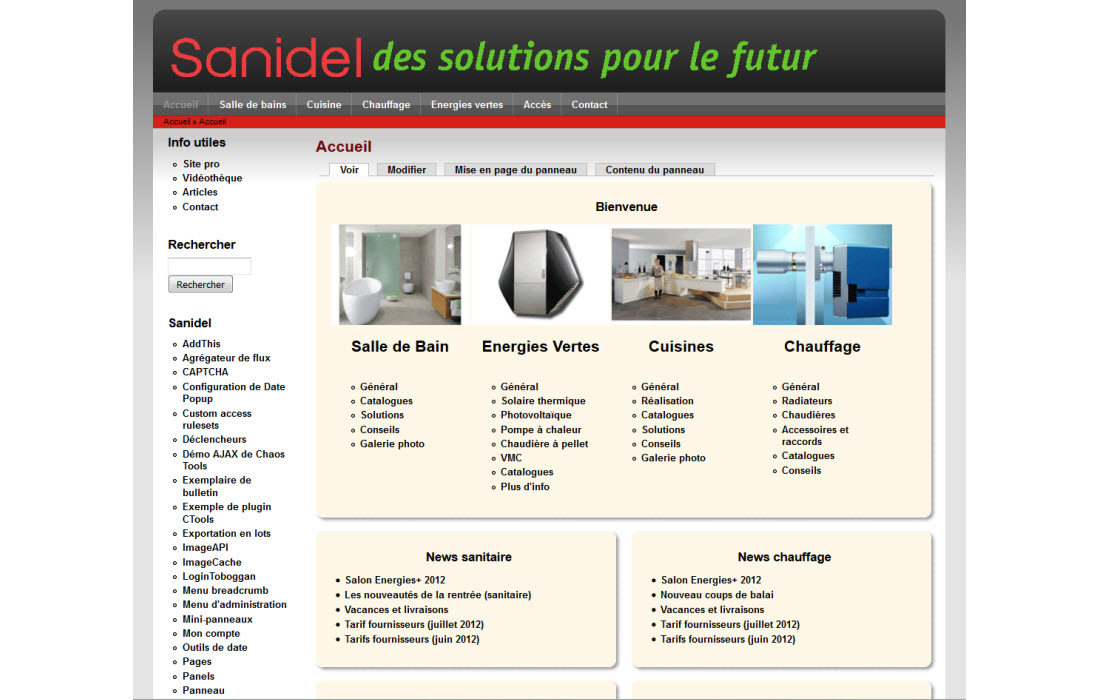 Sanidel des solutions pour le futur
Accueil Salle de bains Cuisine Chauffage Energies vertes Accès Contact
Accueil » Accueil
Info utiles
Site pro
Vidéothèque
Articles
Contact
Rechercher
Rechercher
Sanidel
AddThis
Agrégateur de flux
CAPTCHA
Configuration de Date
Popup
Custom access
rulesets
Déclencheurs
Démo AJAX de Chaos
Tools
Exemplaire de
bulletin
Exemple de plugin
CTools
Exportation en lots
ImageAPI
ImageCache
LoginToboggan
Menu breadcrumb
Menu d'administration
Mini-panneaux
Mon compte
Outils de date
Pages
Panels
Panneau
Accueil
Voir Modifier Mise en page du panneau Contenu du panneau
Bienvenue
Salle de Bain
Général
Catalogues
Solutions
Conseils
Galerie photo
Energies Vertes
Général
Solaire thermique
Photovoltaïque
Pompe à chaleur
Chaudière à pellet
VMC
Catalogues
Plus d'info
Cuisines
Général
Réalisation
Catalogues
Solutions
Conseils
Galerie photo
Chauffage
Général
Radiateurs
Chaudières
Accessoires et
raccords
Catalogues
Conseils
News sanitaire
Salon Energies+ 2012
Les nouveautés de la rentrée (sanitaire)
Vacances et livraisons
Tarif fournisseurs (juillet 2012)
Tarifs fournisseurs (juin 2012)
News chauffage
Salon Energies+ 2012
Nouveau coups de balai
Vacances et livraisons
Tarif fournisseurs (juillet 2012)
Tarifs fournisseurs (juin 2012)